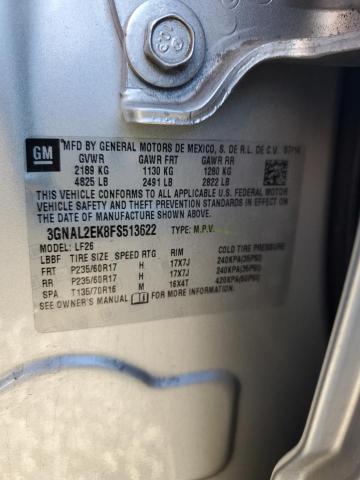 GM
MFD BY GENERAL MOTORS DE MEXICO, S. DE R.L. DE C.V. 07/14
GVWR GAWR FRT GAWR RR
2189 KG 1130 KG 1280 KG
4825 LB 2491 LB 2822 LB
THIS VEHICLE CONFORMS TO ALL APPLICABLE U.S. FEDERAL MOTOR
VEHICLE SAFETY AND THEFT PREVENTION STANDARDS IN EFFECT ON THE
DATE OF MANUFACTURE SHOWN ABOVE.
3GNAL2EK8FS513622 TYPE: M.P.V.
MODEL: LF26
LBBF TIRE SIZE SPEED RTG RIM COLD TIRE PRESSURE
FRT P235/60R17 H 17X7J 240KPA(35PSI)
RR P235/60R17 H 17X7J 240KPA(35PSI)
SPA T135/70R16 M 16X4T 420KPA(60PSI)
SEE OWNER'S MANUAL FOR MORE INFORMATION.